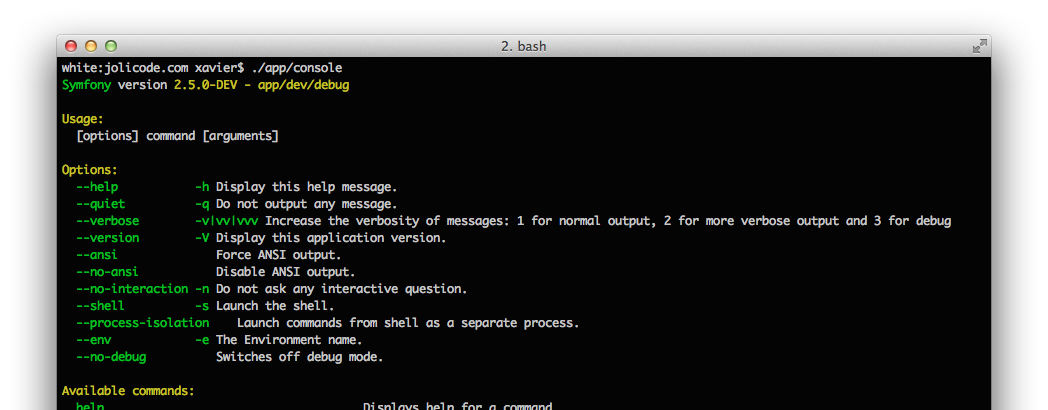 2. bash
white:jolicode.com xavier$ ./app/console
Symfony version 2.5.0-DEV - app/dev/debug
Usage:
[options] command [arguments]
Options:
--help -h Display this help message.
--quiet -q Do not output any message.
--verbose -v|vv|vvv Increase the verbosity of messages: 1 for normal output, 2 for more verbose output and 3 for debug
--version -V Display this application version.
--ansi Force ANSI output.
--no-ansi Disable ANSI output.
--no-interaction -n Do not ask any interactive question.
--shell -s Launch the shell.
--process-isolation Launch commands from shell as a separate process.
--env -e The Environment name.
--no-debug Switches off debug mode.
Available commands:
help Displays help for a command